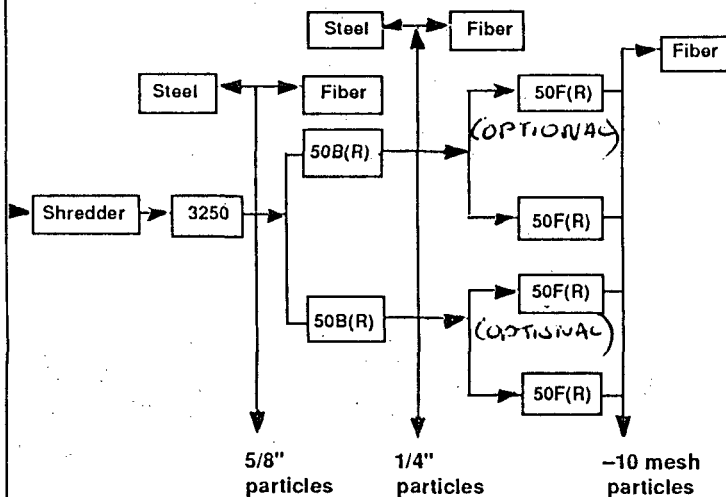 Steel
Fiber
Fiber
Steel
Fiber
50F(R)
(OPTIONAL)
50B(R)
Shredder
3250
50F(R)
50F(R)
50B(R)
(OPTIONAL)
50F(R)
5/8"
particles
1/4"
particles
–10 mesh
particles